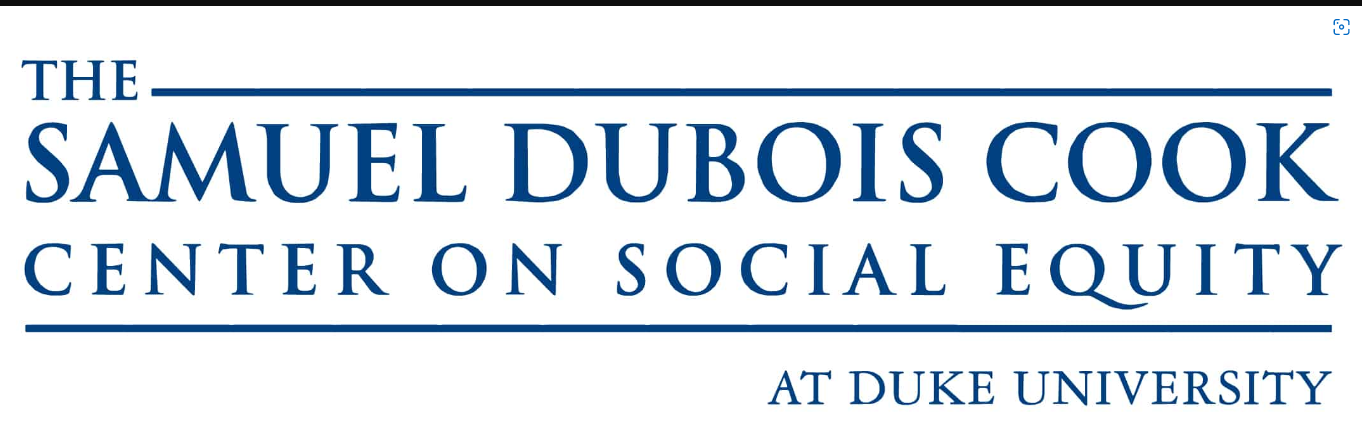 THE
SAMUEL DUBOIS COOK
CENTER ON SOCIAL EQUITY
AT DUKE UNIVERSITY